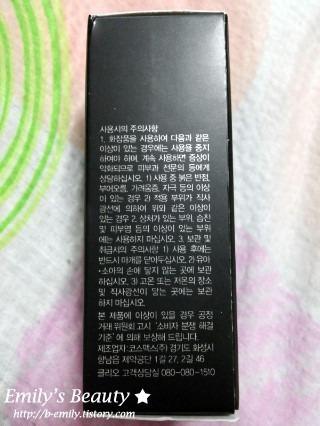 사용시의 주의사항
1. 화장품을 사용하여 다음과 같은
이상이 있는 경우에는 사용을 중지
하여야 하며, 계속 사용하면 증상이
악화되므로 피부과 전문의 등에게
상담하십시오. 1) 사용 중 붉은 반점,
부어오름, 가려움증, 자극 등의 이상
이 있는 경우 2) 적용 부위가 직사
광선에 의하여 위와 같은 이상이
있는 경우 2. 상처가 있는 부위, 습진
및 피부염 등의 이상이 있는 부위
에는 사용하지 마십시오. 3. 보관 및
취급시의 주의사항 1) 사용 후에는
반드시 마개를 닫아두십시오. 2) 유아
·소아의 손에 닿지 않는 곳에 보관
하십시오. 3) 고온 또는 저온의 장소
및 직사광선이 닿는 곳에는 보관
하지 마십시오.
본 제품에 이상이 있을 경우 공정
거래 위원회 고시 '소비자 분쟁 해결
기준'에 의해 보상해 드립니다.
제조업자: 코스맥스(주) 경기도 화성시
향남읍 제약공단 1길 27, 2길 46
클리오 고객상담실 080-080-1510
Emily's Beauty ★
http://b-emily.tistory.com